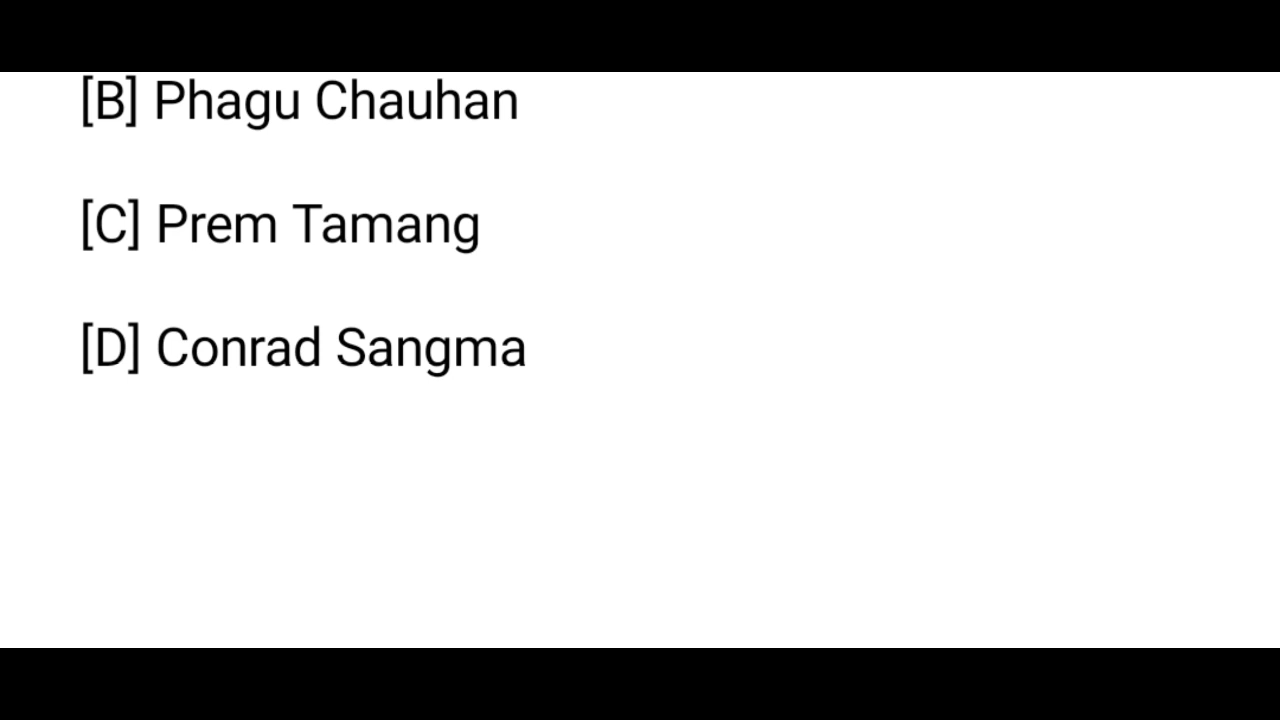 [B] Phagu Chauhan
[C] Prem Tamang
[D] Conrad Sangma